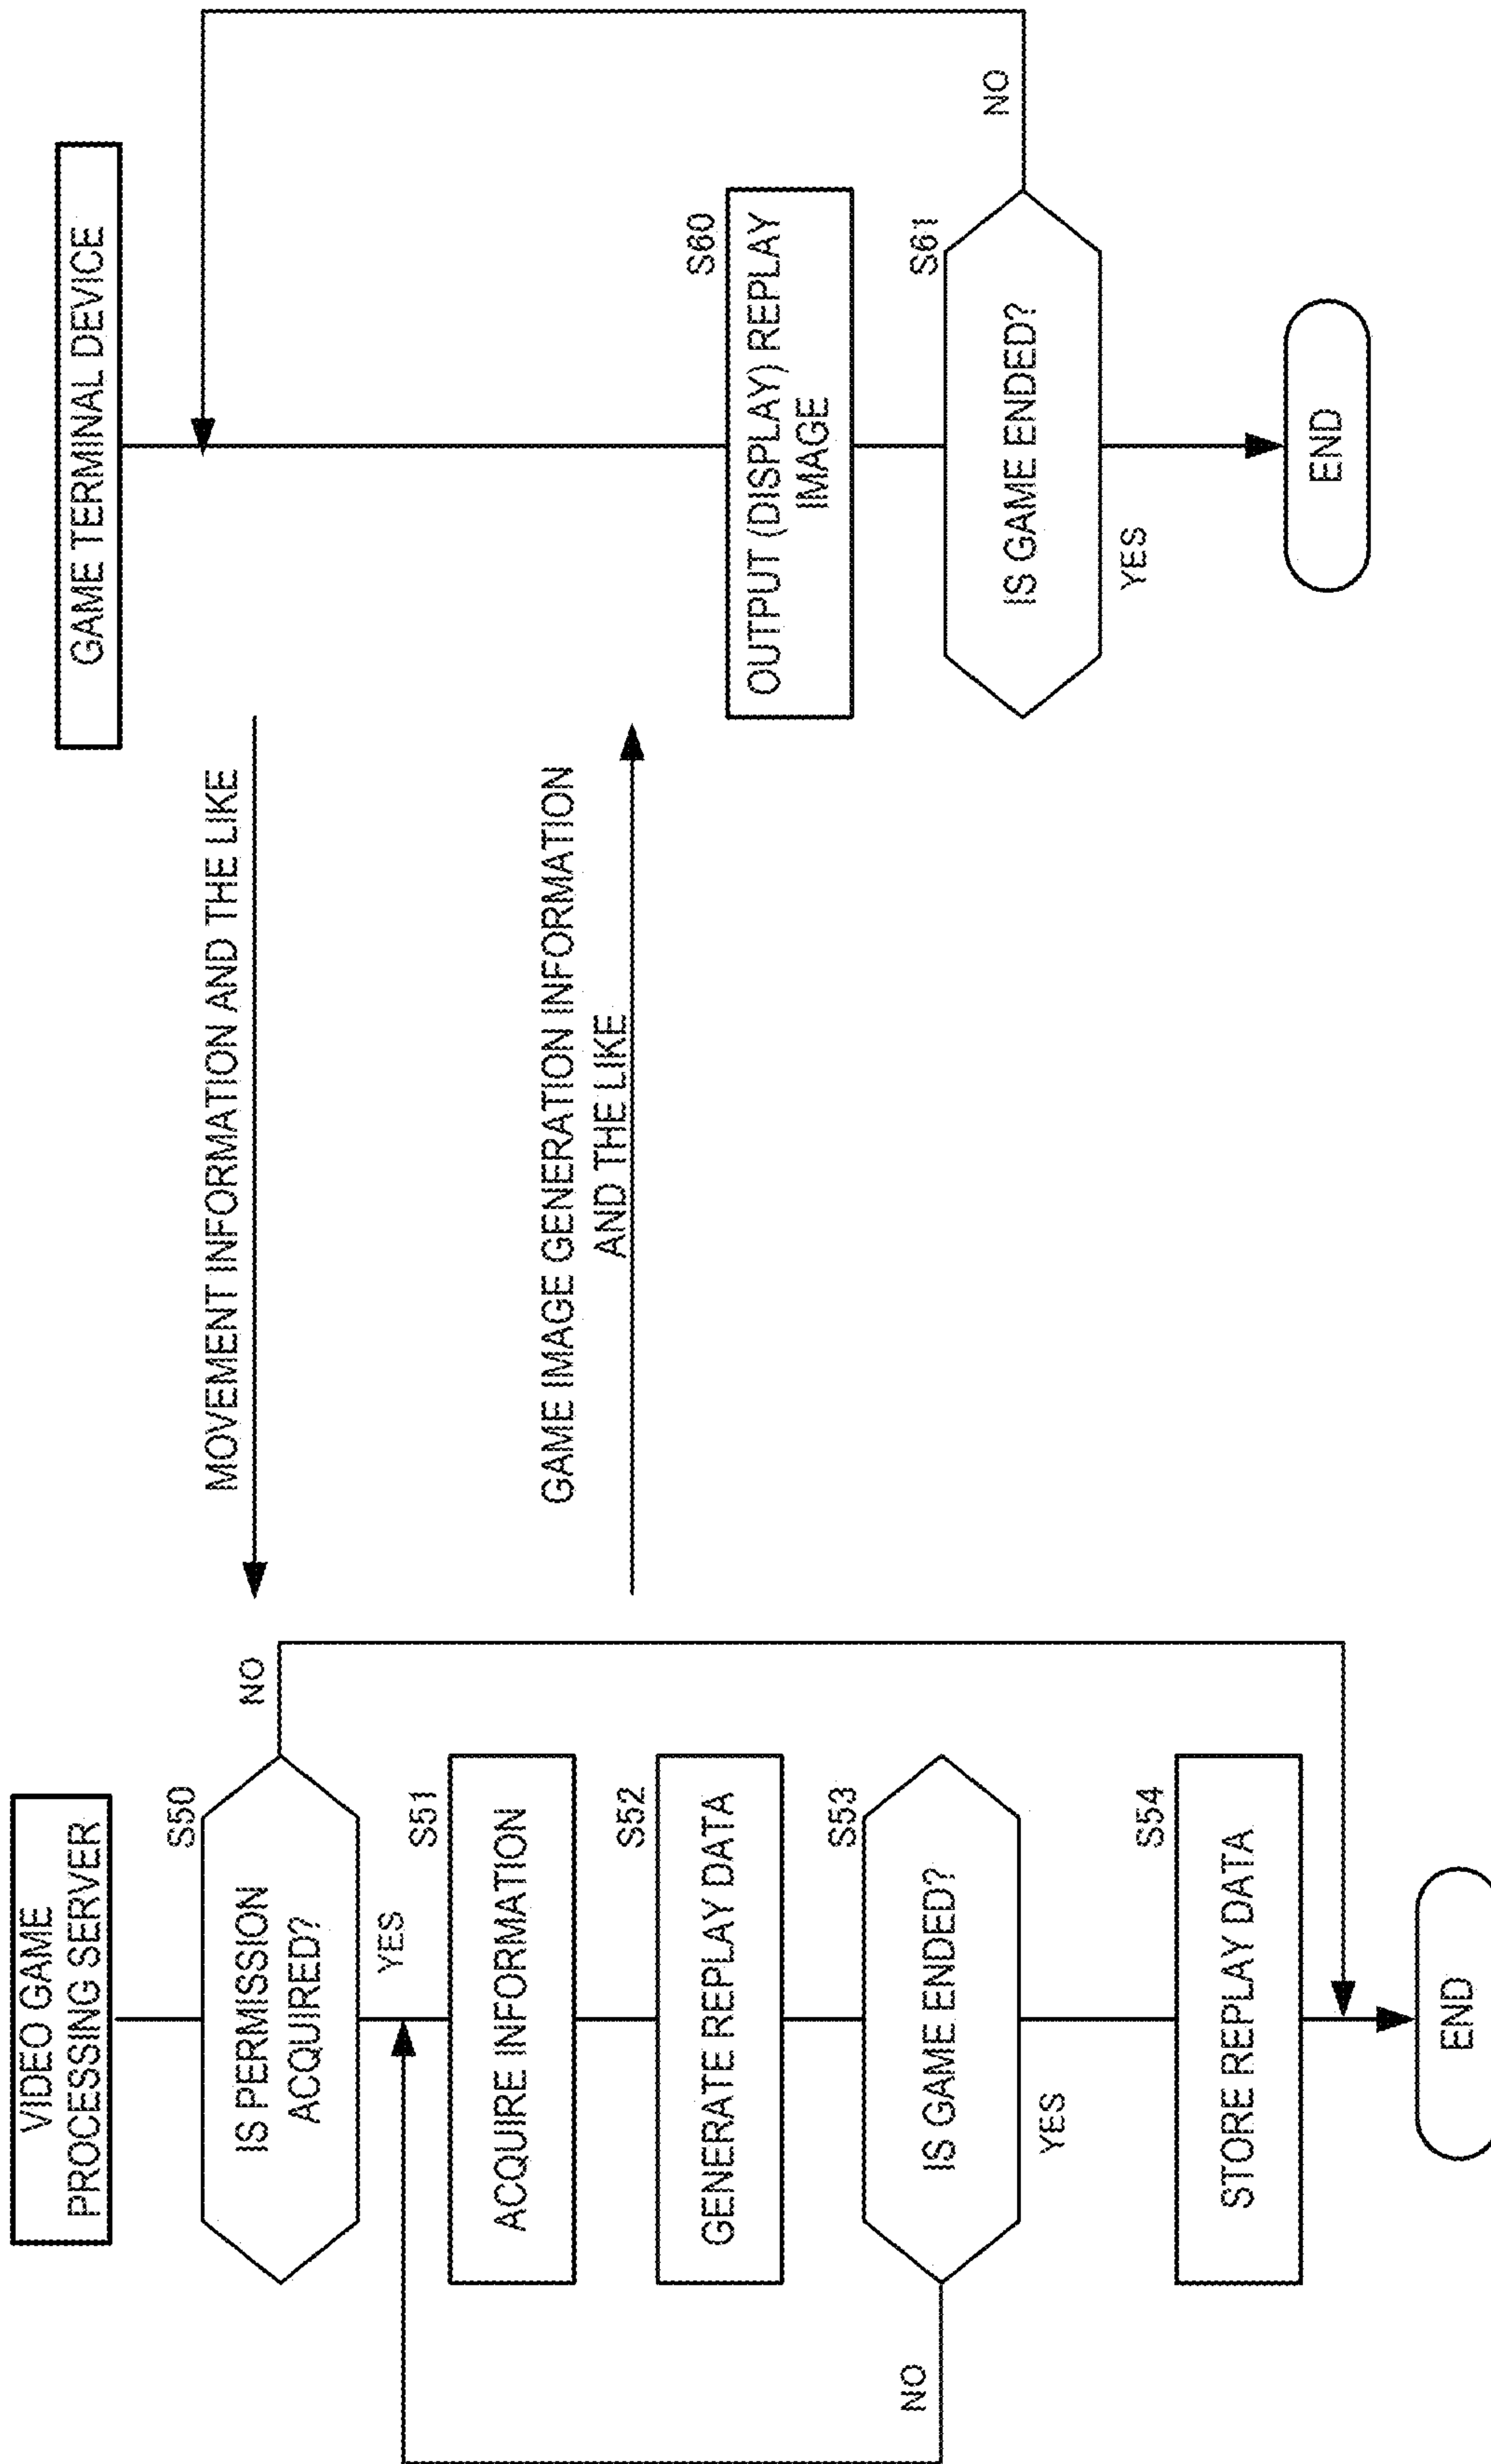 VIDEO GAME
PROCESSING SERVER
S50
IS PERMISSION
ACQUIRED?
NO
YES
S51
ACQUIRE INFORMATION
S52
GENERATE REPLAY DATA
S53
IS GAME ENDED?
NO
YES
S54
STORE REPLAY DATA
END
MOVEMENT INFORMATION AND THE LIKE
GAME IMAGE GENERATION INFORMATION
AND THE LIKE
GAME TERMINAL DEVICE
S60
OUTPUT (DISPLAY) REPLAY
IMAGE
S61
IS GAME ENDED?
NO
YES
END